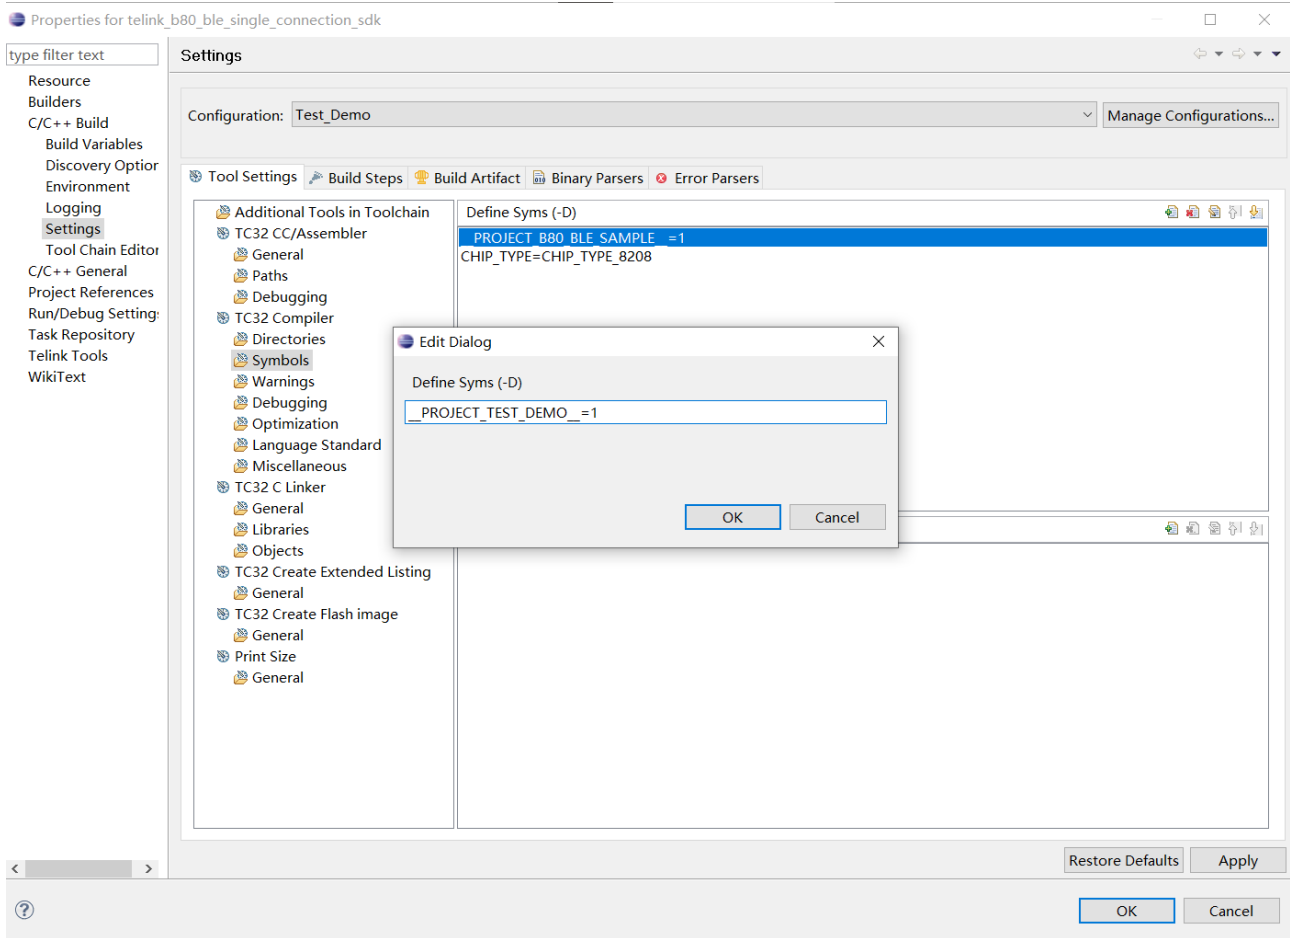 Properties for telink_b80_ble_single_connection_sdk
type filter text
Settings
Resource
Builders
C/C++ Build
Build Variables
Discovery Option
Environment
Logging
Settings
Tool Chain Editor
C/C++ General
Project References
Run/Debug Settings
Task Repository
Telink Tools
WikiText
Configuration:
Test_Demo
Manage Configurations...
Tool Settings
Build Steps
Build Artifact
Binary Parsers
Error Parsers
Additional Tools in Toolchain
TC32 CC/Assembler
General
Paths
Debugging
TC32 Compiler
Directories
Symbols
Warnings
Debugging
Optimization
Language Standard
Miscellaneous
TC32 C Linker
General
Libraries
Objects
TC32 Create Extended Listing
General
TC32 Create Flash image
General
Print Size
General
Define Syms (-D)
__PROJECT_B80_BLE_SAMPLE__=1
CHIP_TYPE=CHIP_TYPE_8208
Edit Dialog
Define Syms (-D)
__PROJECT_TEST_DEMO__=1
OK
Cancel
Restore Defaults
Apply
OK
Cancel